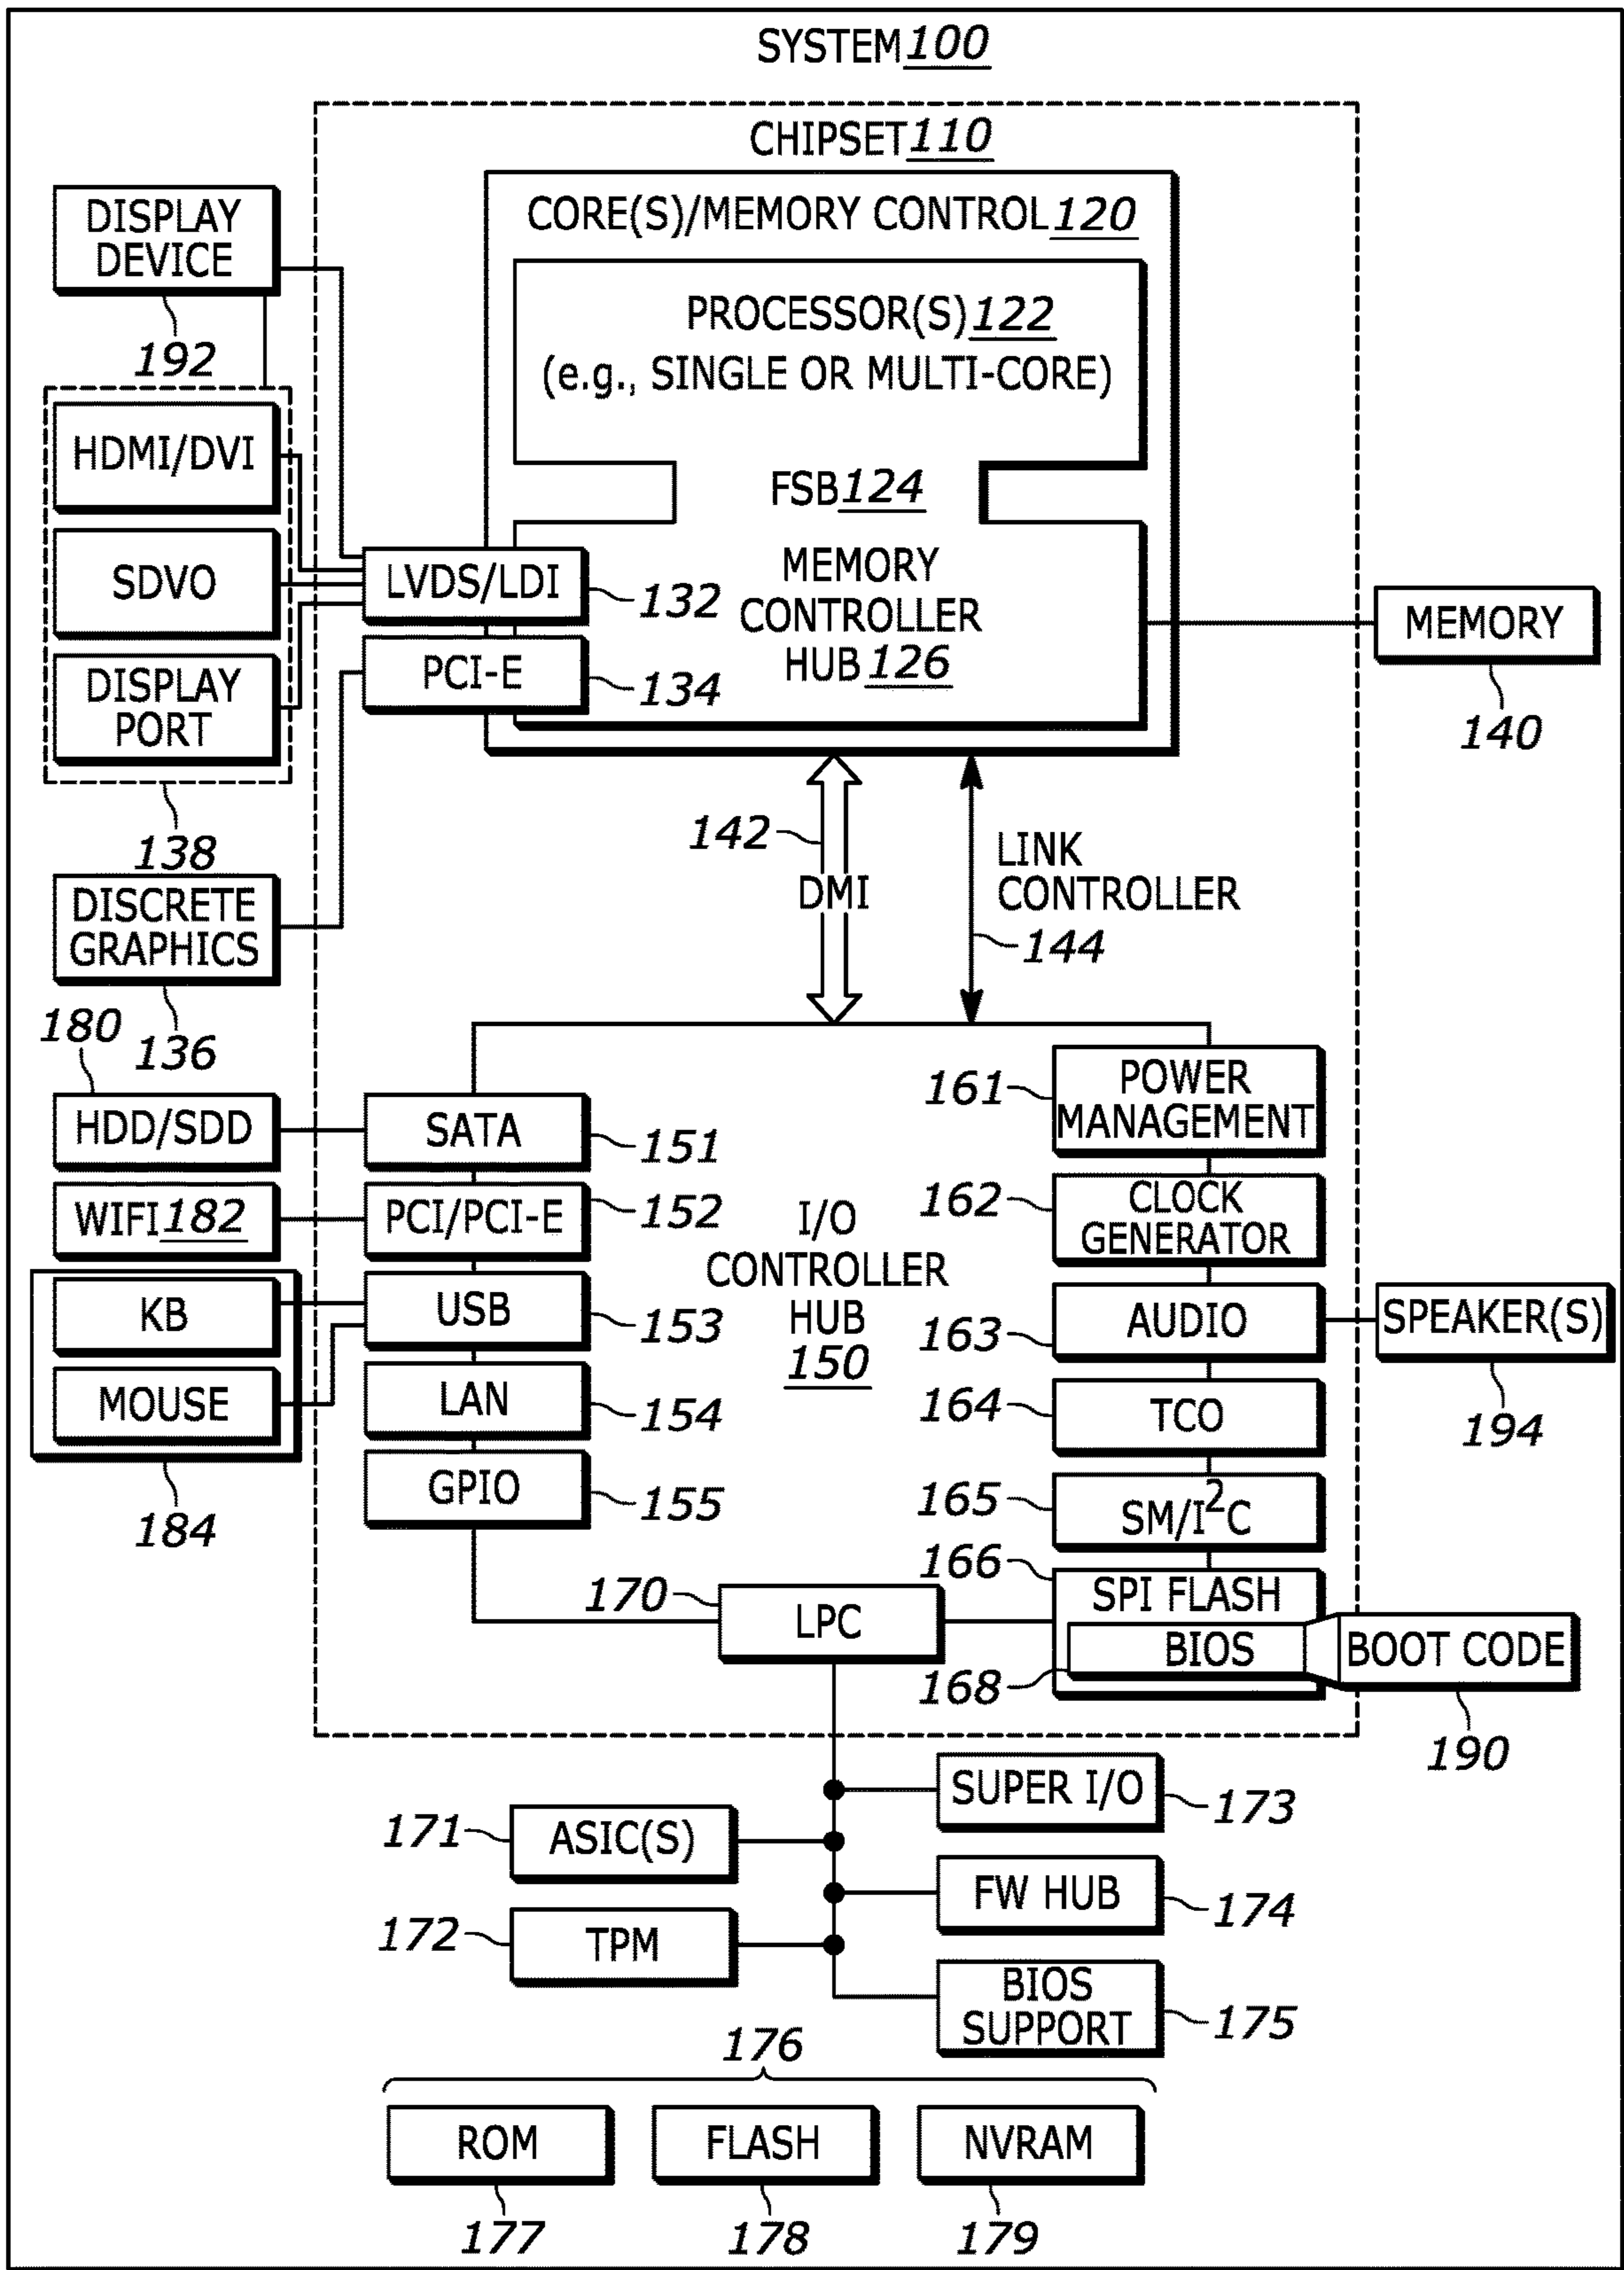 SYSTEM 100
CHIPSET 110
CORE(S)/MEMORY CONTROL 120
PROCESSOR(S) 122
(e.g., SINGLE OR MULTI-CORE)
FSB 124
MEMORY
CONTROLLER
HUB 126
DISPLAY
DEVICE
192
HDMI/DVI
SDVO
DISPLAY
PORT
138
LVDS/LDI
132
PCI-E
134
MEMORY
140
DISCRETE
GRAPHICS
136
142
DMI
LINK
CONTROLLER
144
180
HDD/SDD
WIFI 182
KB
MOUSE
184
SATA
151
PCI/PCI-E
152
USB
153
LAN
154
GPIO
155
I/O
CONTROLLER
HUB
150
161
POWER
MANAGEMENT
162
CLOCK
GENERATOR
163
AUDIO
SPEAKER(S)
194
164
TCO
165
SM/I²C
166
SPI FLASH
168
BIOS
BOOT CODE
190
170
LPC
171
ASIC(S)
172
TPM
SUPER I/O
173
FW HUB
174
BIOS
SUPPORT
175
176
ROM
177
FLASH
178
NVRAM
179